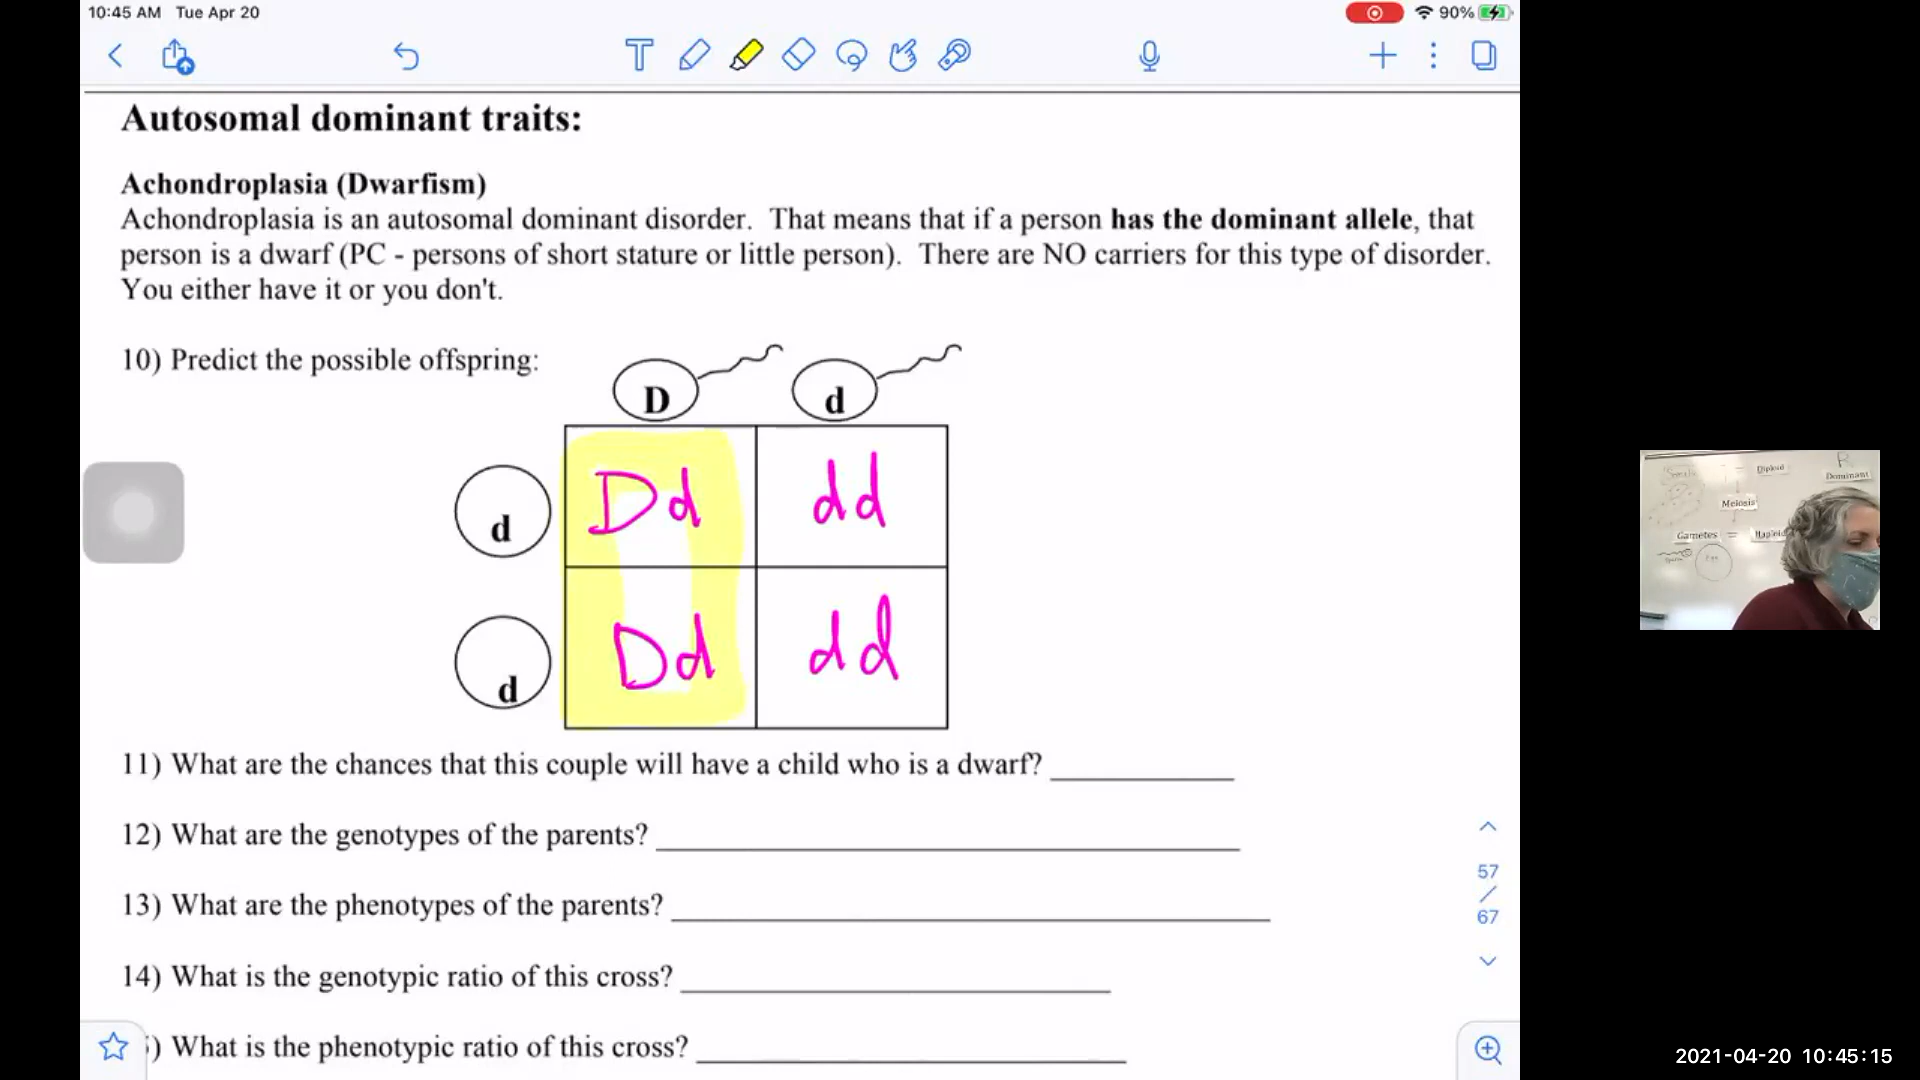 10:45 AM Tue Apr 20
90%
Autosomal dominant traits:
Achondroplasia (Dwarfism)
Achondroplasia is an autosomal dominant disorder. That means that if a person has the dominant allele, that
person is a dwarf (PC - persons of short stature or little person). There are NO carriers for this type of disorder.
You either have it or you don't.
10) Predict the possible offspring:
D d
d Dd dd
d Dd dd
11) What are the chances that this couple will have a child who is a dwarf?
12) What are the genotypes of the parents?
13) What are the phenotypes of the parents?
14) What is the genotypic ratio of this cross?
) What is the phenotypic ratio of this cross?
57
/
67
Diploid
Dominant
Meiosis
Gametes = Haploid
2021-04-20 10:45:15